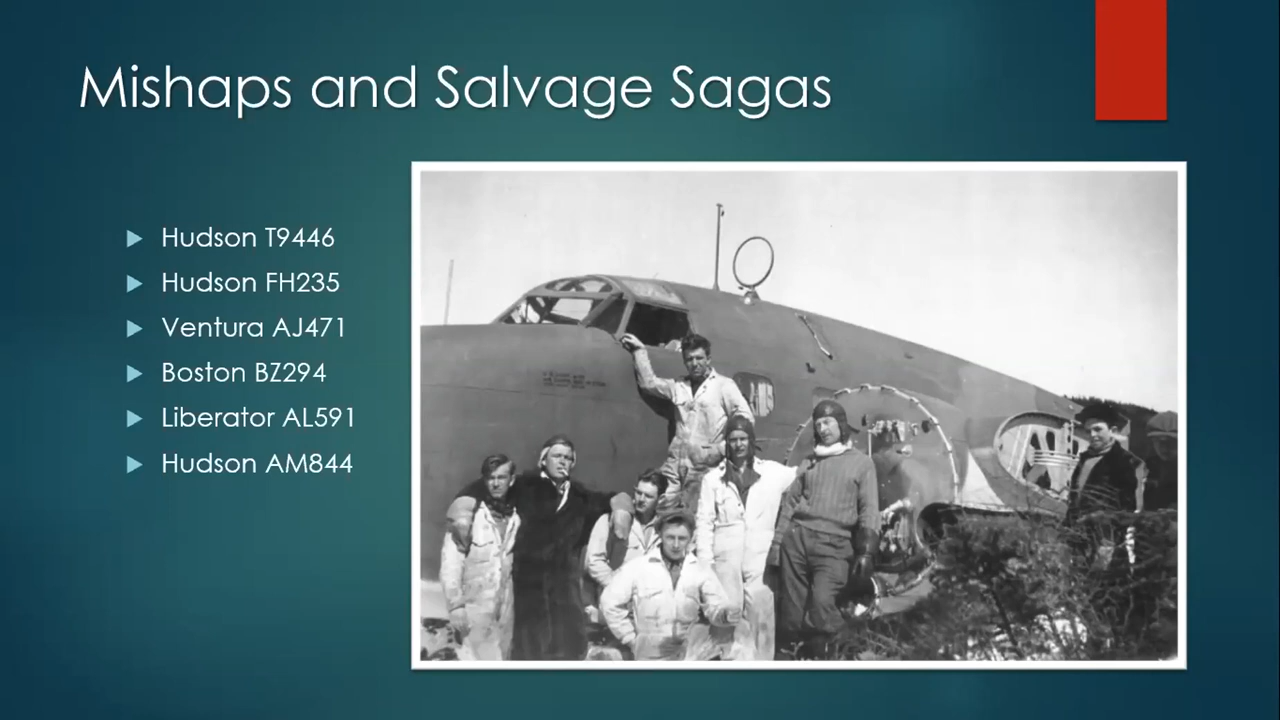 Mishaps and Salvage Sagas
Hudson T9446
Hudson FH235
Ventura AJ471
Boston BZ294
Liberator AL591
Hudson AM844